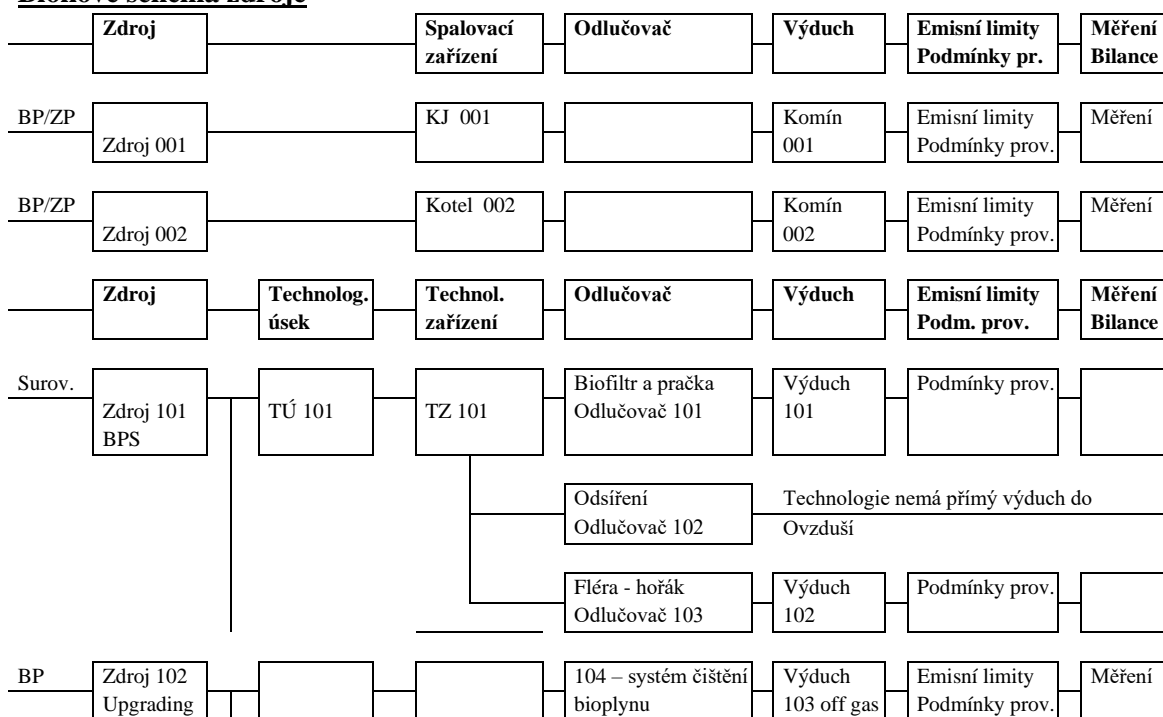 Blokové schéma zdroje
Zdroj Spalovací Odlučovač Výduch Emisní limity Měření
zařízení Podmínky pr. Bilance
BP/ZP KJ 001 Komín Emisní limity Měření
Zdroj 001 001 Podmínky prov.
BP/ZP Kotel 002 Komín Emisní limity Měření
Zdroj 002 002 Podmínky prov.
Zdroj Technolog. Technol. Odlučovač Výduch Emisní limity Měření
úsek zařízení Podm. prov. Bilance
Surov. Biofiltr a pračka Výduch Podmínky prov.
Zdroj 101 TÚ 101 TZ 101 Odlučovač 101 101
BPS
Odsíření Technologie nemá přímý výduch do
Odlučovač 102 Ovzduší
Fléra - hořák Výduch Podmínky prov.
Odlučovač 103 102
BP Zdroj 102 104 – systém čištění Výduch Emisní limity Měření
Upgrading bioplynu 103 off gas Podmínky prov.